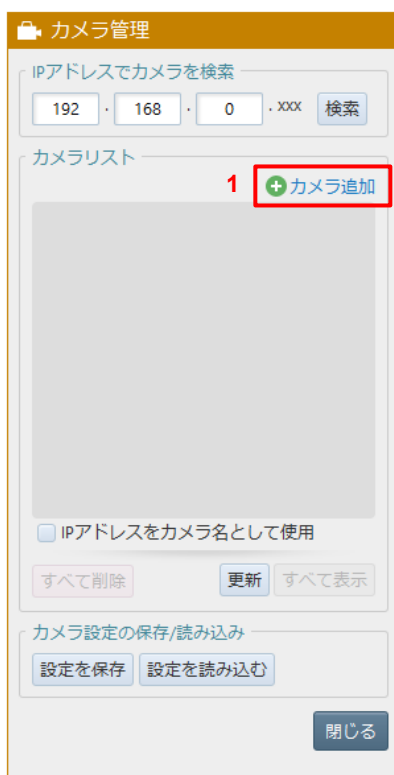 カメラ管理
IPアドレスでカメラを検索
192 . 168 . 0 . xxx 検索
カメラリスト
1 カメラ追加
IPアドレスをカメラ名として使用
すべて削除 更新 すべて表示
カメラ設定の保存/読み込み
設定を保存 設定を読み込む
閉じる